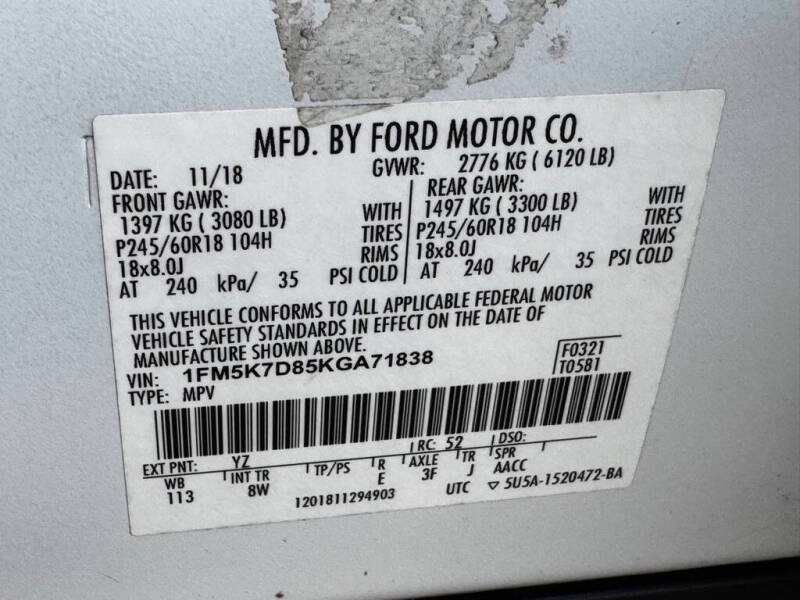 MFD. BY FORD MOTOR CO.
DATE: 11/18 GVWR: 2776 KG ( 6120 LB)
FRONT GAWR: REAR GAWR:
1397 KG ( 3080 LB) WITH 1497 KG ( 3300 LB) WITH
P245/60R18 104H TIRES P245/60R18 104H TIRES
18x8.0J RIMS 18x8.0J RIMS
AT 240 kPa/ 35 PSI COLD AT 240 kPa/ 35 PSI COLD
THIS VEHICLE CONFORMS TO ALL APPLICABLE FEDERAL MOTOR
VEHICLE SAFETY STANDARDS IN EFFECT ON THE DATE OF
MANUFACTURE SHOWN ABOVE.
VIN: 1FM5K7D85KGA71838 F0321
TYPE: MPV T0581
EXT PNT: YZ RC: 52 DSO:
WB INT TR TP/PS R AXLE TR SPR
113 8W E 3F J AACC
1201811294903 UTC ▽ 5U5A-1520472-BA